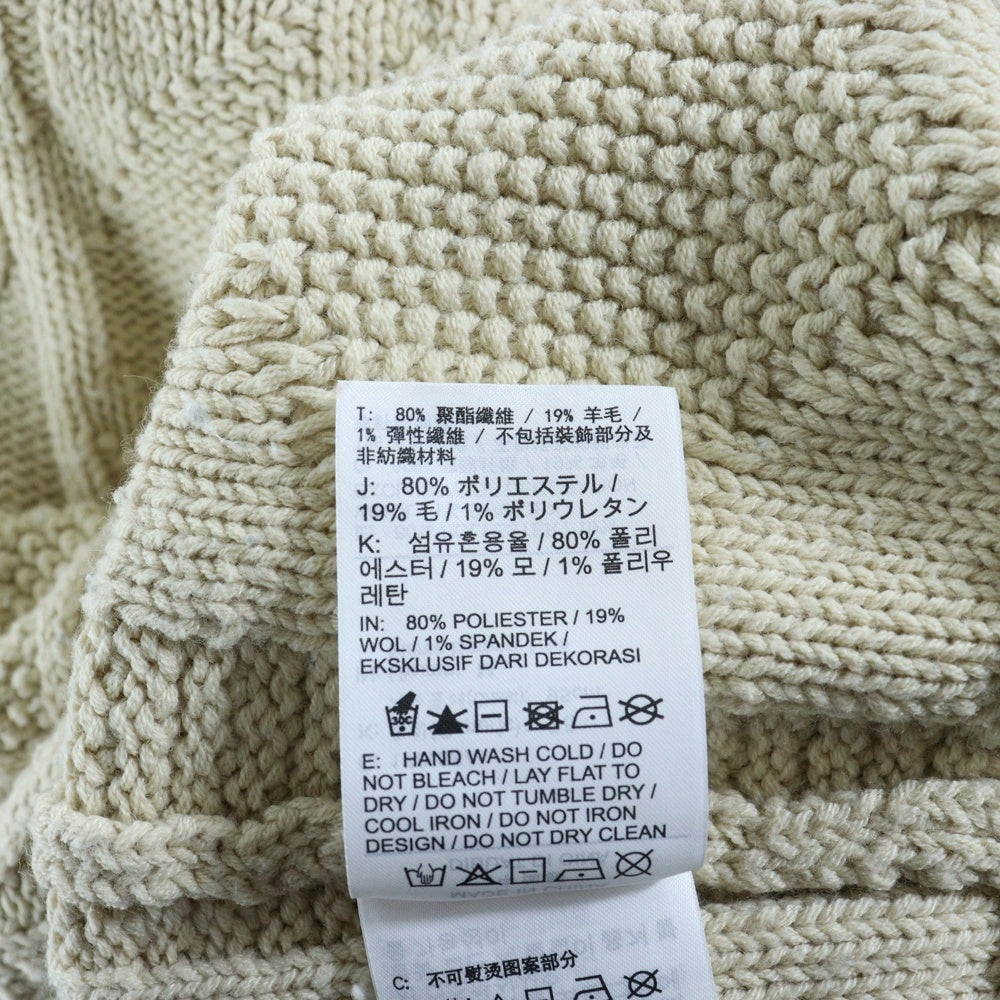 T: 80% 聚酯纖維 / 19% 羊毛 /
1% 彈性纖維 / 不包括裝飾部分及
非紡織材料
J: 80% ポリエステル /
19% 毛 / 1% ポリウレタン
K: 섬유혼용율 / 80% 폴리
에스터 / 19% 모 / 1% 폴리우
레탄
IN: 80% POLIESTER / 19%
WOL / 1% SPANDEK /
EKSKLUSIF DARI DEKORASI
30C
E: HAND WASH COLD / DO
NOT BLEACH / LAY FLAT TO
DRY / DO NOT TUMBLE DRY /
COOL IRON / DO NOT IRON
DESIGN / DO NOT DRY CLEAN
MADE IN CHINA
C: 不可熨烫图案部分